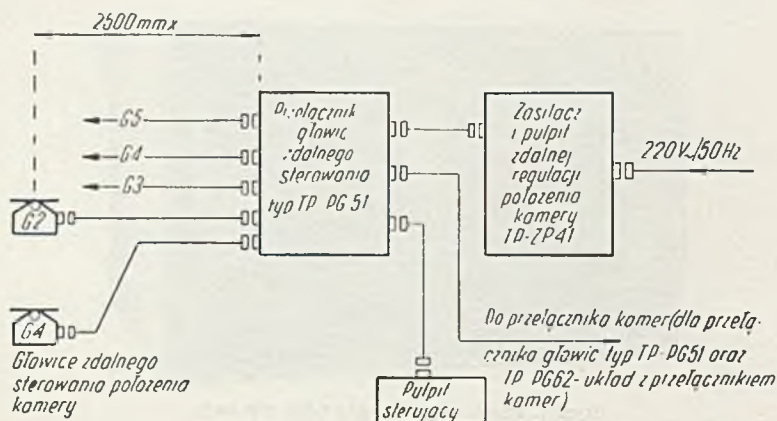 2500mmx
G5
G4
G3
G2
G4
Głowice zdalnego
sterowania położenia
kamery
Przełącznik
głowic
zdalnego
sterowania
typ TP PG 51
Zasilacz
i pulpit
zdalnej
regulacji
położenia
kamery
TP-ZP41
220V~/50Hz
Do przełącznika kamer (dla przełą-
cznika głowic typ TP-PG51 oraz
TP PG62 - układ z przełącznikiem
kamer)
Pulpit
sterujący